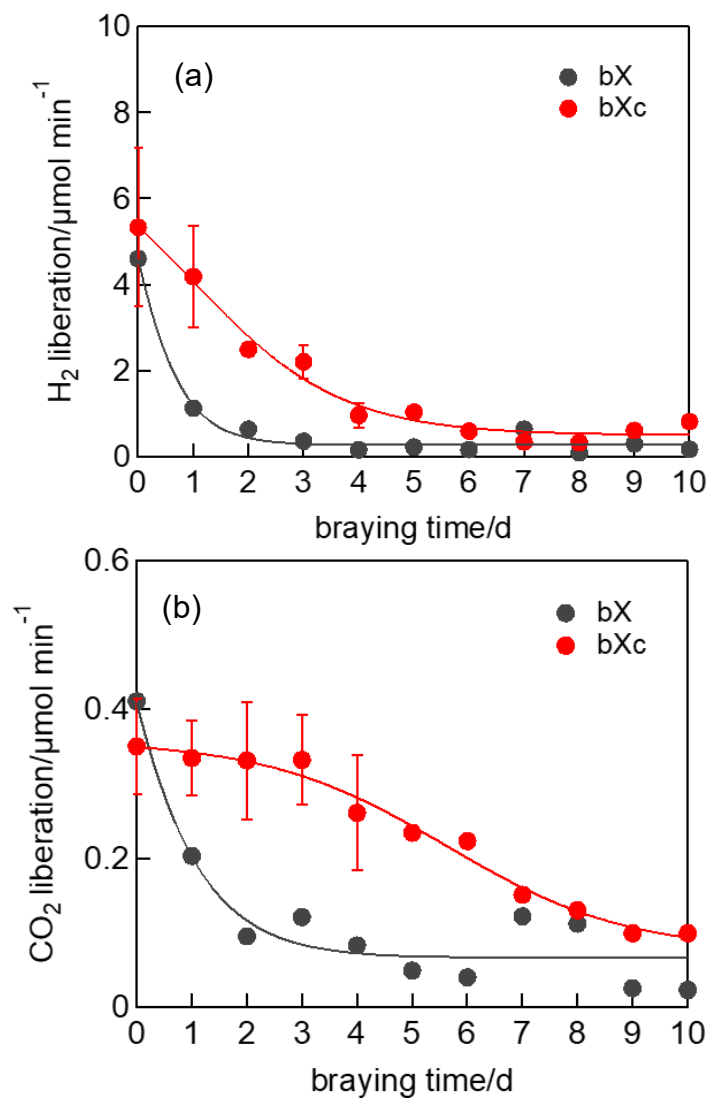 (a)
bX
bXc
H₂ liberation/µmol min⁻¹
10
8
6
4
2
0
0 1 2 3 4 5 6 7 8 9 10
braying time/d
(b)
bX
bXc
CO₂ liberation/µmol min⁻¹
0.6
0.4
0.2
0
0 1 2 3 4 5 6 7 8 9 10
braying time/d